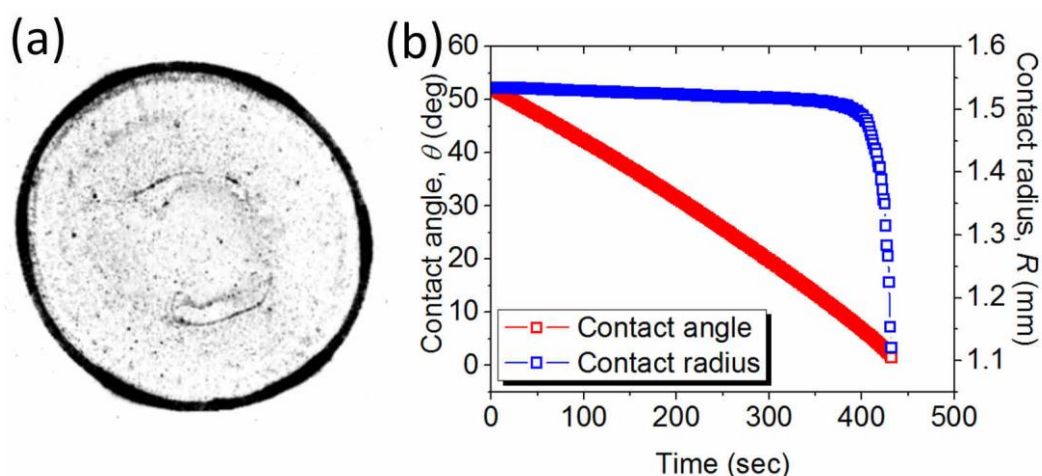 (a)
(b)
60
50
40
30
20
10
0
Contact angle, θ (deg)
0 100 200 300 400 500
Time (sec)
1.6
1.5
1.4
1.3
1.2
1.1
Contact radius, R (mm)
Contact angle
Contact radius